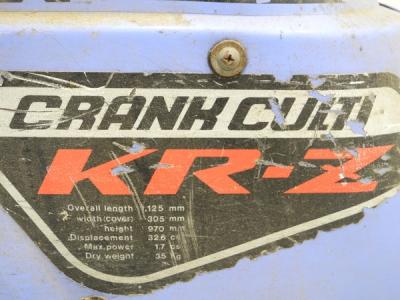 CRANK CULTI
KR-Z
Overall length 1,125 mm
width(cover) 305 mm
height 970 mm
Displacement 32.6 cc
Max.power 1.7 ps
Dry weight 35 kg